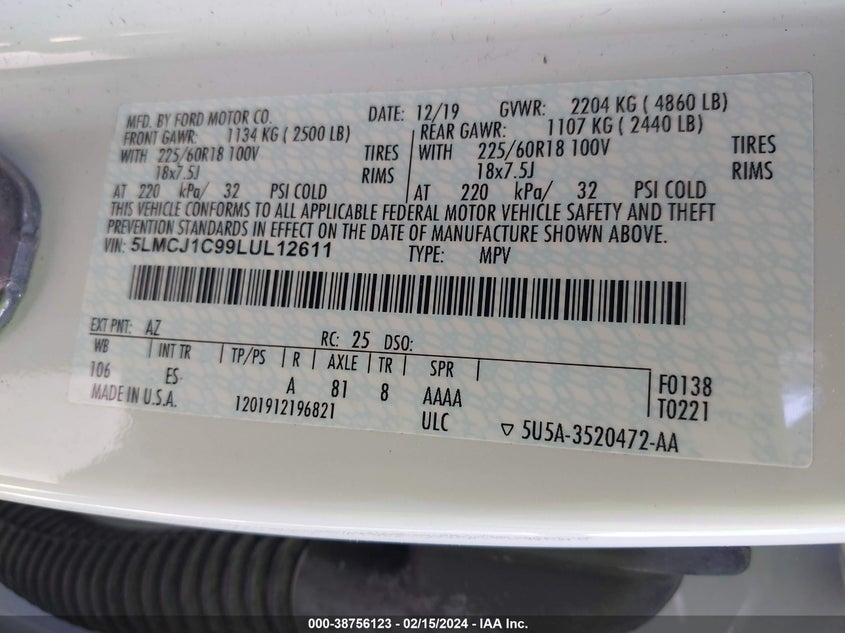 MFD. BY FORD MOTOR CO. DATE: 12/19 GVWR: 2204 KG ( 4860 LB)
FRONT GAWR: 1134 KG ( 2500 LB) REAR GAWR: 1107 KG ( 2440 LB)
WITH 225/60R18 100V TIRES WITH 225/60R18 100V TIRES
18x7.5J RIMS 18x7.5J RIMS
AT 220 kPa/ 32 PSI COLD AT 220 kPa/ 32 PSI COLD
THIS VEHICLE CONFORMS TO ALL APPLICABLE FEDERAL MOTOR VEHICLE SAFETY AND THEFT
PREVENTION STANDARDS IN EFFECT ON THE DATE OF MANUFACTURE SHOWN ABOVE.
VIN: 5LMCJ1C99LUL12611 TYPE: MPV
EXT PNT: AZ RC: 25 DSO:
WB INT TR TP/PS R AXLE TR SPR
106 ES A 81 8 AAAA F0138
MADE IN U.S.A. 1201912196821 ULC T0221
▽ 5U5A-3520472-AA
000-38756123 - 02/15/2024 - IAA Inc.